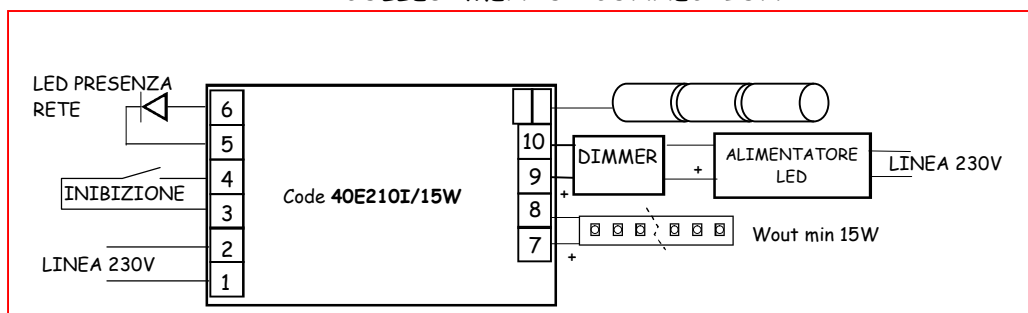 LED PRESENZA
RETE
6
5
4
3
2
1
INIBIZIONE
LINEA 230V
Code 40E210I/15W
10
9
8
7
DIMMER
+
+
ALIMENTATORE
LED
LINEA 230V
+
Wout min 15W